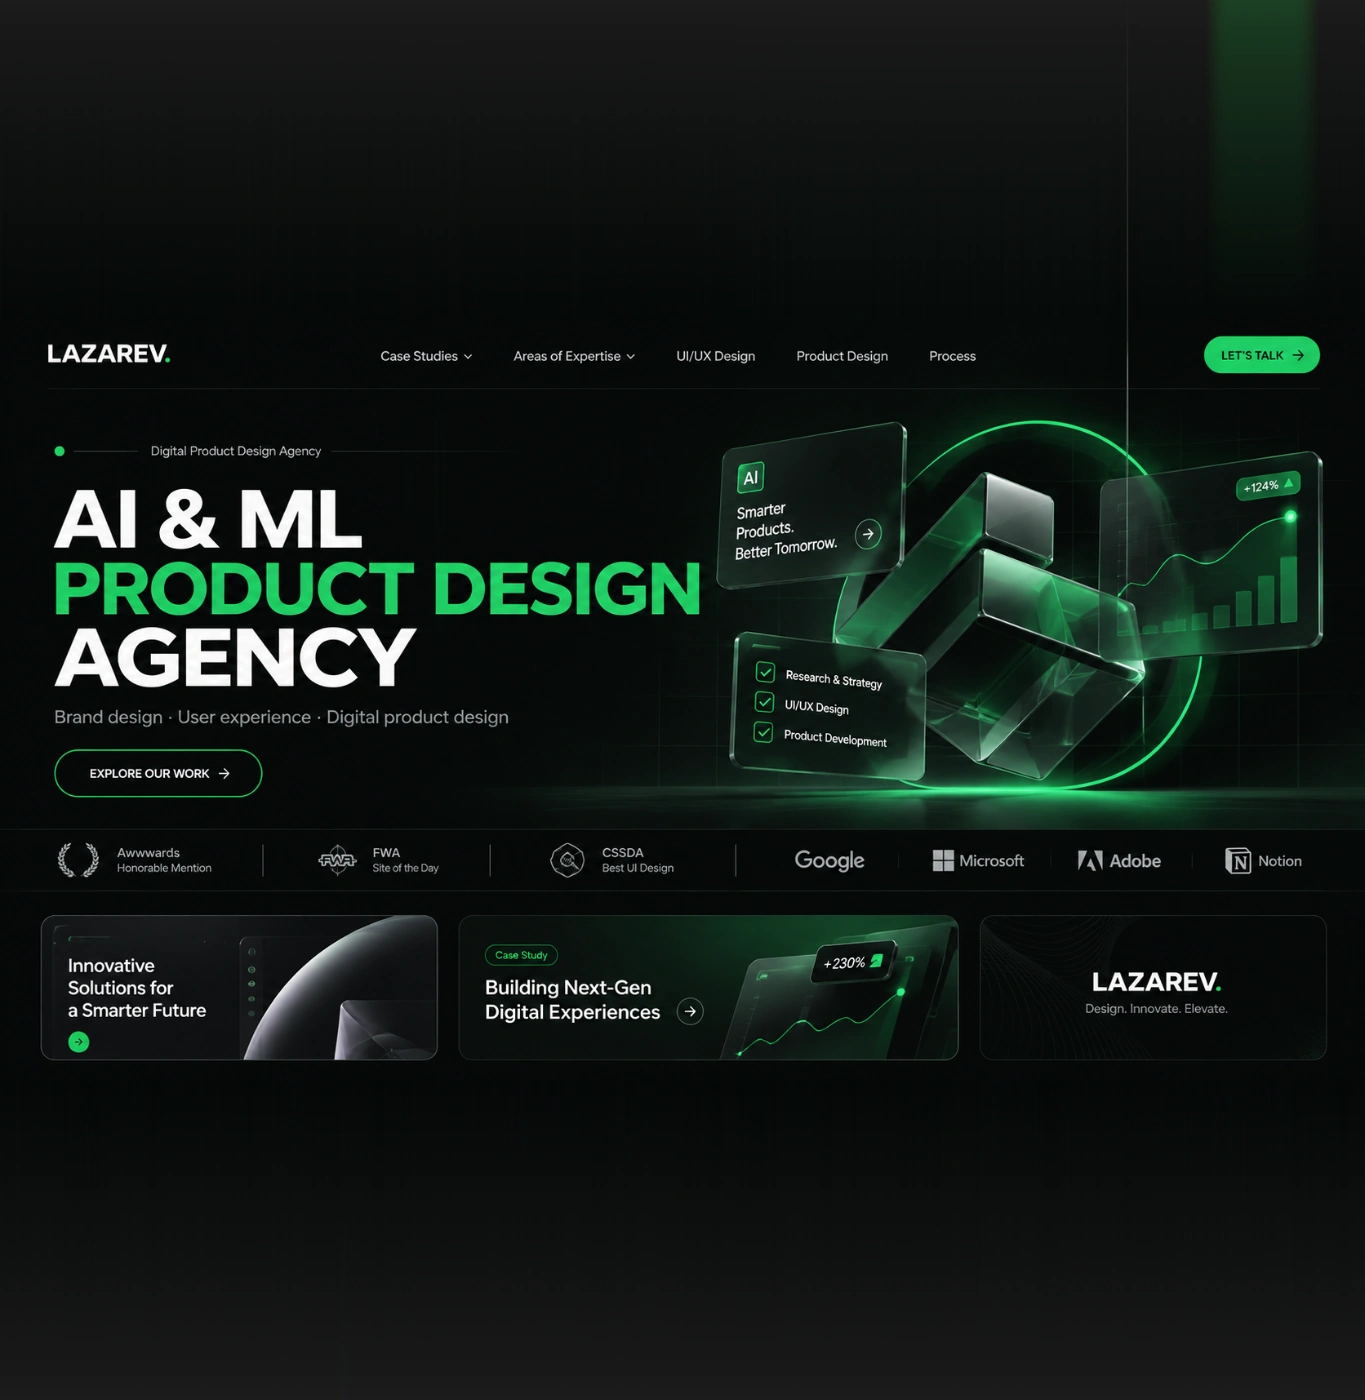 LAZAREV.
Case Studies
Areas of Expertise
UI/UX Design
Product Design
Process
LET'S TALK
Digital Product Design Agency
AI & ML
PRODUCT DESIGN
AGENCY
Brand design · User experience · Digital product design
EXPLORE OUR WORK
AI
Smarter
Products.
Better Tomorrow.
+124%
Research & Strategy
UI/UX Design
Product Development
Awwwards
Honorable Mention
FWA
FWA
Site of the Day
CSSDA
Best UI Design
Google
Microsoft
Adobe
N
Notion
Innovative
Solutions for
a Smarter Future
Case Study
Building Next-Gen
Digital Experiences
+230%
LAZAREV.
Design. Innovate. Elevate.